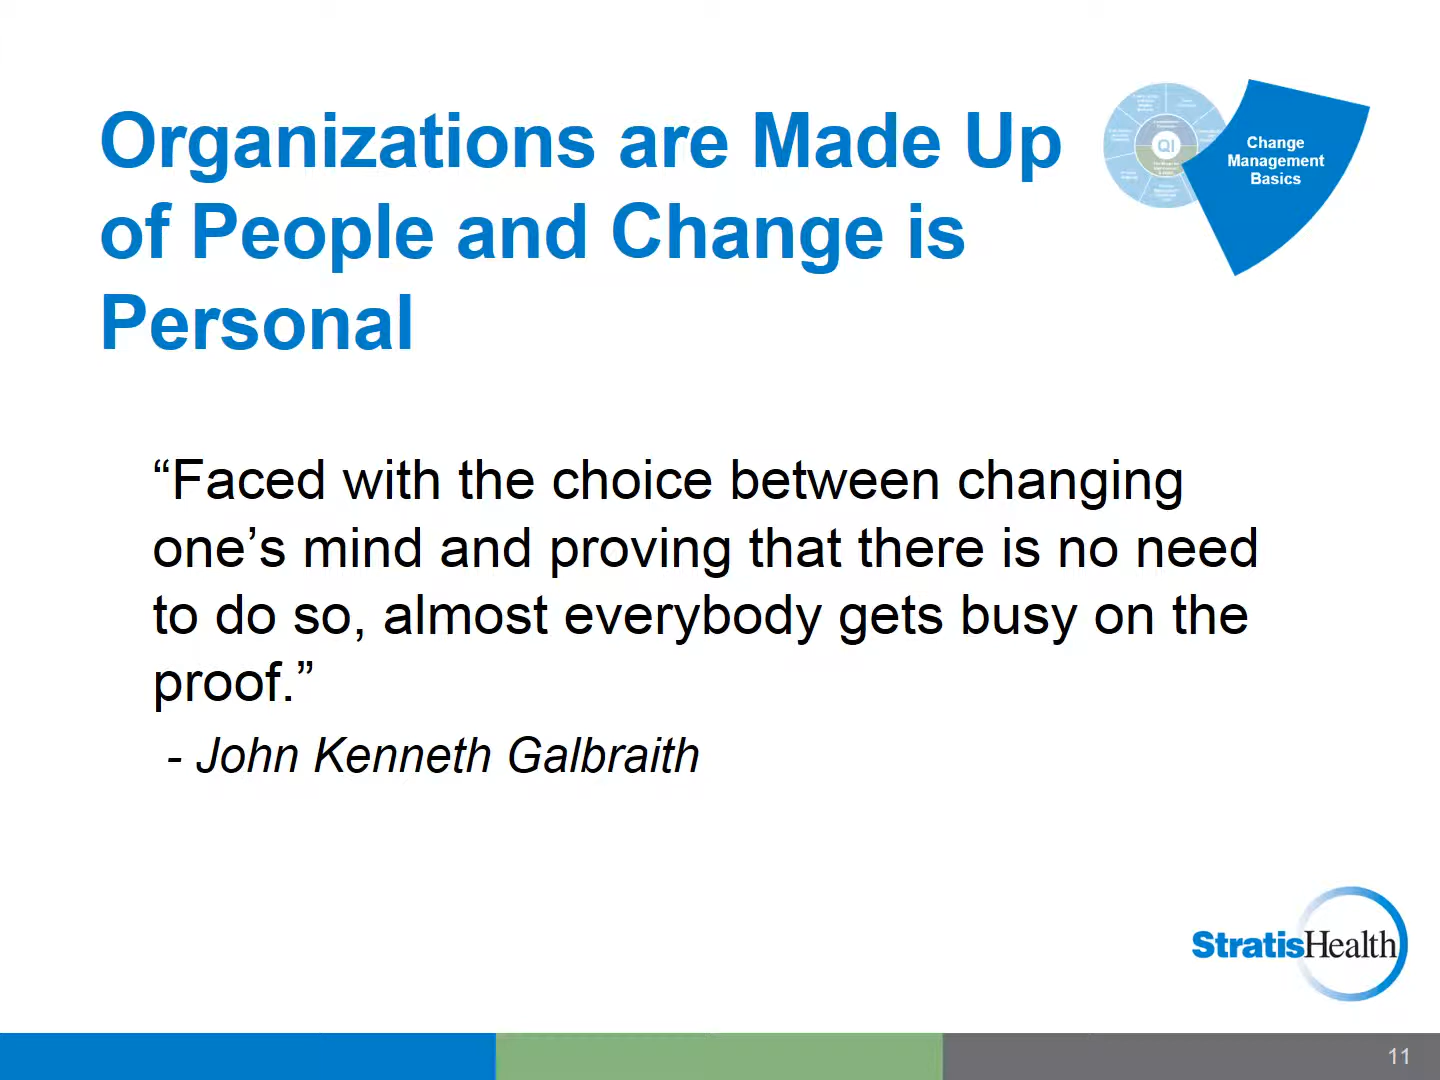 Organizations are Made Up
of People and Change is
Personal
QI
Change
Management
Basics
“Faced with the choice between changing
one’s mind and proving that there is no need
to do so, almost everybody gets busy on the
proof.”
- John Kenneth Galbraith
StratisHealth
11